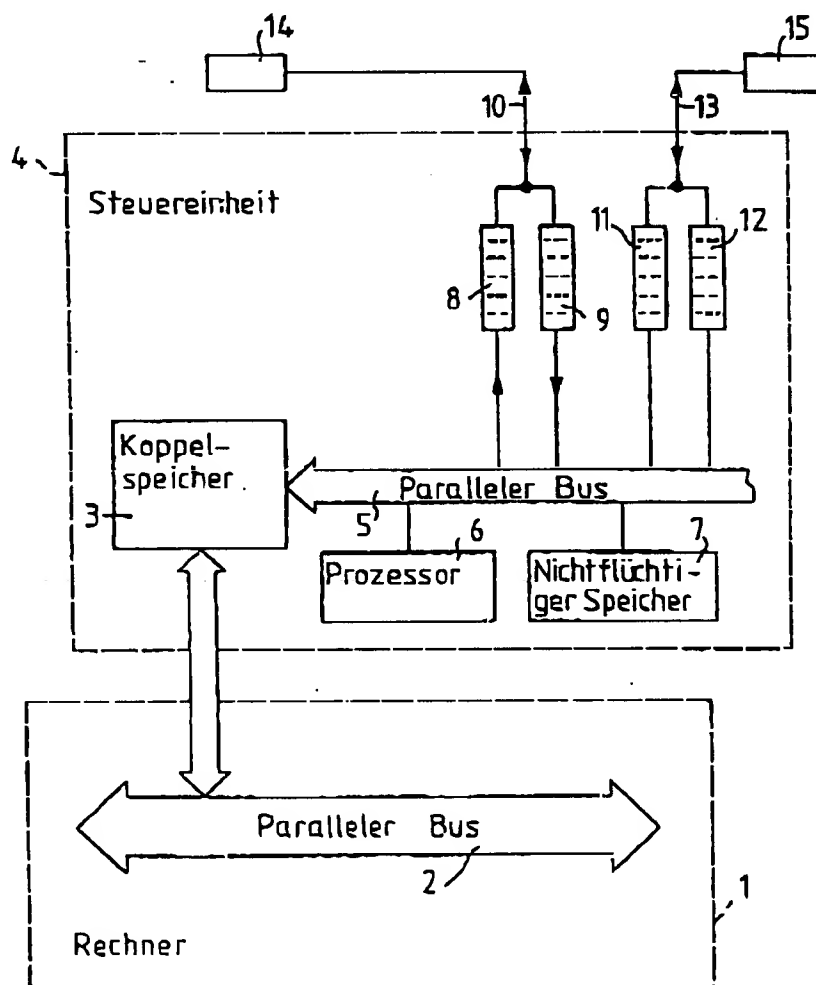 14
15
10
13
4
Steuereinheit
11
12
8
9
Koppel-
speicher
3
Paralleler Bus
5
6
7
Prozessor
Nichtflüchti-
ger Speicher
Paralleler Bus
2
1
Rechner